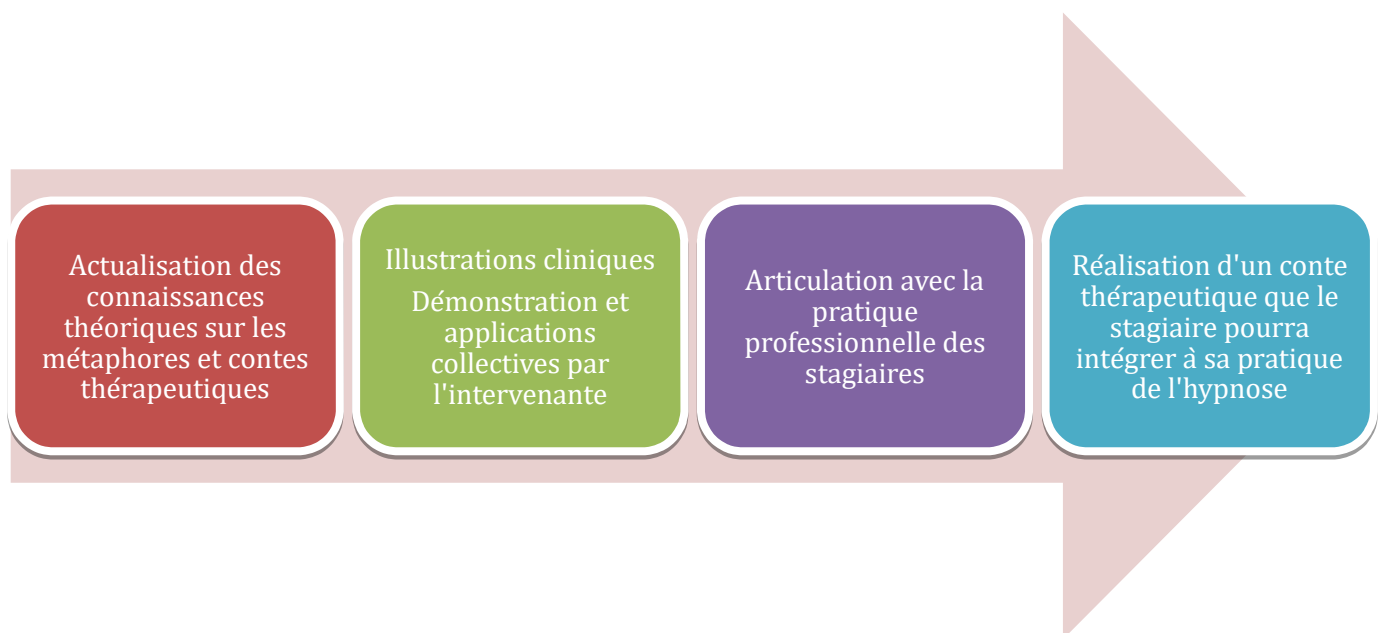 Actualisation des
connaissances
théoriques sur les
métaphores et contes
thérapeutiques
Illustrations cliniques
Démonstration et
applications
collectives par
l'intervenante
Articulation avec la
pratique
professionnelle des
stagiaires
Réalisation d'un conte
thérapeutique que le
stagiaire pourra
intégrer à sa pratique
de l'hypnose